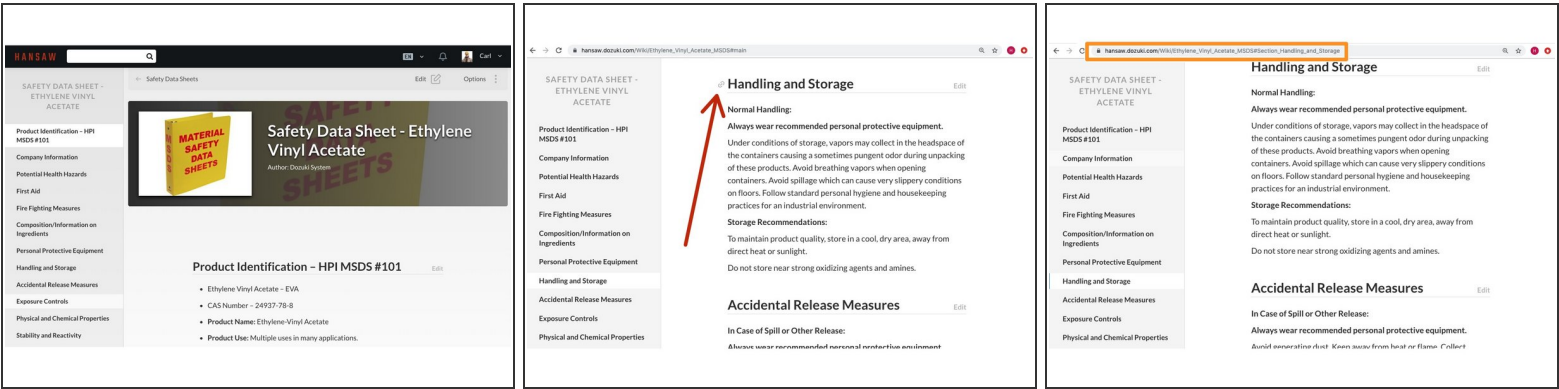 HANSAW
EN
Carl
SAFETY DATA SHEET -
ETHYLENE VINYL
ACETATE
Product Identification – HPI
MSDS #101
Company Information
Potential Health Hazards
First Aid
Fire Fighting Measures
Composition/Information on
Ingredients
Personal Protective Equipment
Handling and Storage
Accidental Release Measures
Exposure Controls
Physical and Chemical Properties
Stability and Reactivity
← Safety Data Sheets
Edit
Options
MSDS
MATERIAL
SAFETY
DATA
SHEETS
SAFETY
DATA
SHEETS
Safety Data Sheet - Ethylene
Vinyl Acetate
Author: Dozuki System
Product Identification – HPI MSDS #101
Edit
• Ethylene Vinyl Acetate – EVA
• CAS Number – 24937-78-8
• Product Name: Ethylene-Vinyl Acetate
• Product Use: Multiple uses in many applications.
hansaw.dozuki.com/Wiki/Ethylene_Vinyl_Acetate_MSDS#main
SAFETY DATA SHEET -
ETHYLENE VINYL
ACETATE
Product Identification – HPI
MSDS #101
Company Information
Potential Health Hazards
First Aid
Fire Fighting Measures
Composition/Information on
Ingredients
Personal Protective Equipment
Handling and Storage
Accidental Release Measures
Exposure Controls
Physical and Chemical Properties
Handling and Storage
Edit
Normal Handling:
Always wear recommended personal protective equipment.
Under conditions of storage, vapors may collect in the headspace of
the containers causing a sometimes pungent odor during unpacking
of these products. Avoid breathing vapors when opening
containers. Avoid spillage which can cause very slippery conditions
on floors. Follow standard personal hygiene and housekeeping
practices for an industrial environment.
Storage Recommendations:
To maintain product quality, store in a cool, dry area, away from
direct heat or sunlight.
Do not store near strong oxidizing agents and amines.
Accidental Release Measures
Edit
In Case of Spill or Other Release:
Always wear recommended personal protective equipment.
hansaw.dozuki.com/Wiki/Ethylene_Vinyl_Acetate_MSDS#Section_Handling_and_Storage
SAFETY DATA SHEET -
ETHYLENE VINYL
ACETATE
Product Identification – HPI
MSDS #101
Company Information
Potential Health Hazards
First Aid
Fire Fighting Measures
Composition/Information on
Ingredients
Personal Protective Equipment
Handling and Storage
Accidental Release Measures
Exposure Controls
Physical and Chemical Properties
Handling and Storage
Edit
Normal Handling:
Always wear recommended personal protective equipment.
Under conditions of storage, vapors may collect in the headspace of
the containers causing a sometimes pungent odor during unpacking
of these products. Avoid breathing vapors when opening
containers. Avoid spillage which can cause very slippery conditions
on floors. Follow standard personal hygiene and housekeeping
practices for an industrial environment.
Storage Recommendations:
To maintain product quality, store in a cool, dry area, away from
direct heat or sunlight.
Do not store near strong oxidizing agents and amines.
Accidental Release Measures
Edit
In Case of Spill or Other Release:
Always wear recommended personal protective equipment.
Avoid generating dust. Keep away from heat or flame. Collect